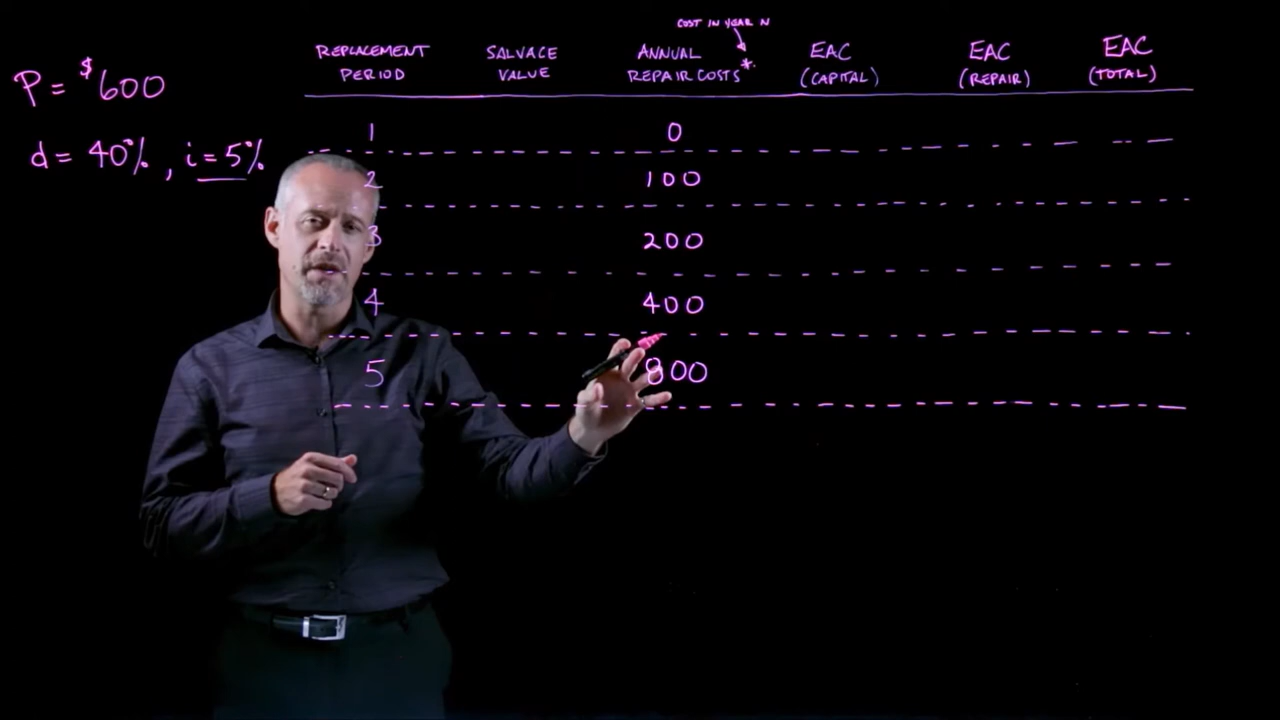 COST IN YEAR N
REPLACEMENT PERIOD SALVACE VALUE ANNUAL REPAIR COSTS* EAC (CAPITAL) EAC (REPAIR) EAC (TOTAL)
P = $600
d = 40%, i = 5%
1 0
2 100
3 200
4 400
5 800